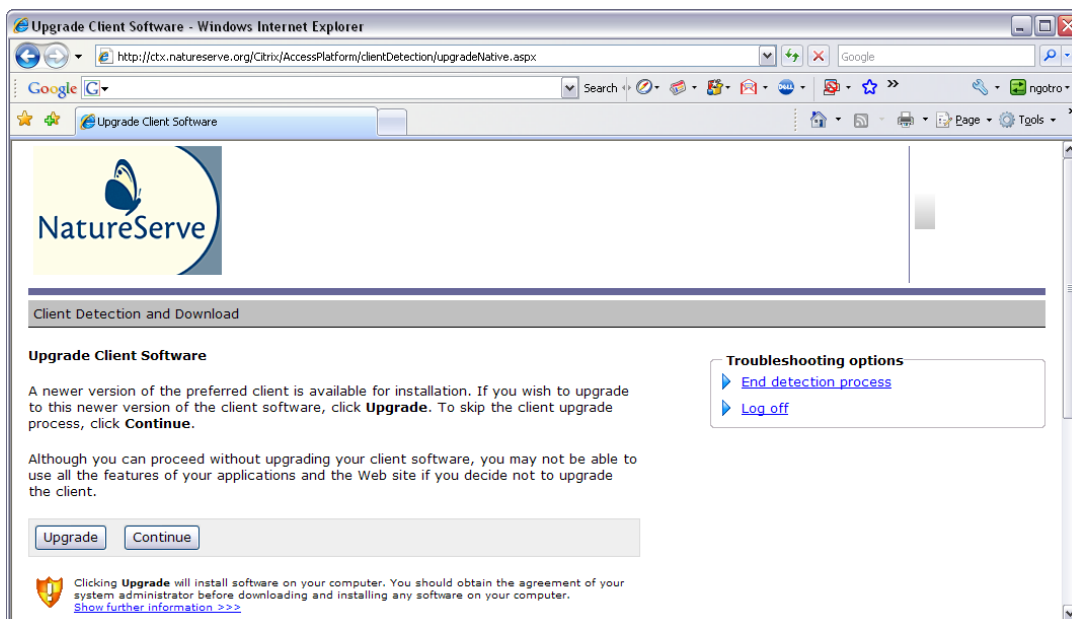 Upgrade Client Software - Windows Internet Explorer
http://ctx.natureserve.org/Citrix/AccessPlatform/clientDetection/upgradeNative.aspx
Google
Google G
Search
ngotro
Upgrade Client Software
Page
Tools
NatureServe
Client Detection and Download
Upgrade Client Software
A newer version of the preferred client is available for installation. If you wish to upgrade
to this newer version of the client software, click Upgrade. To skip the client upgrade
process, click Continue.
Although you can proceed without upgrading your client software, you may not be able to
use all the features of your applications and the Web site if you decide not to upgrade
the client.
Upgrade
Continue
Clicking Upgrade will install software on your computer. You should obtain the agreement of your
system administrator before downloading and installing any software on your computer.
Show further information >>>
Troubleshooting options
End detection process
Log off